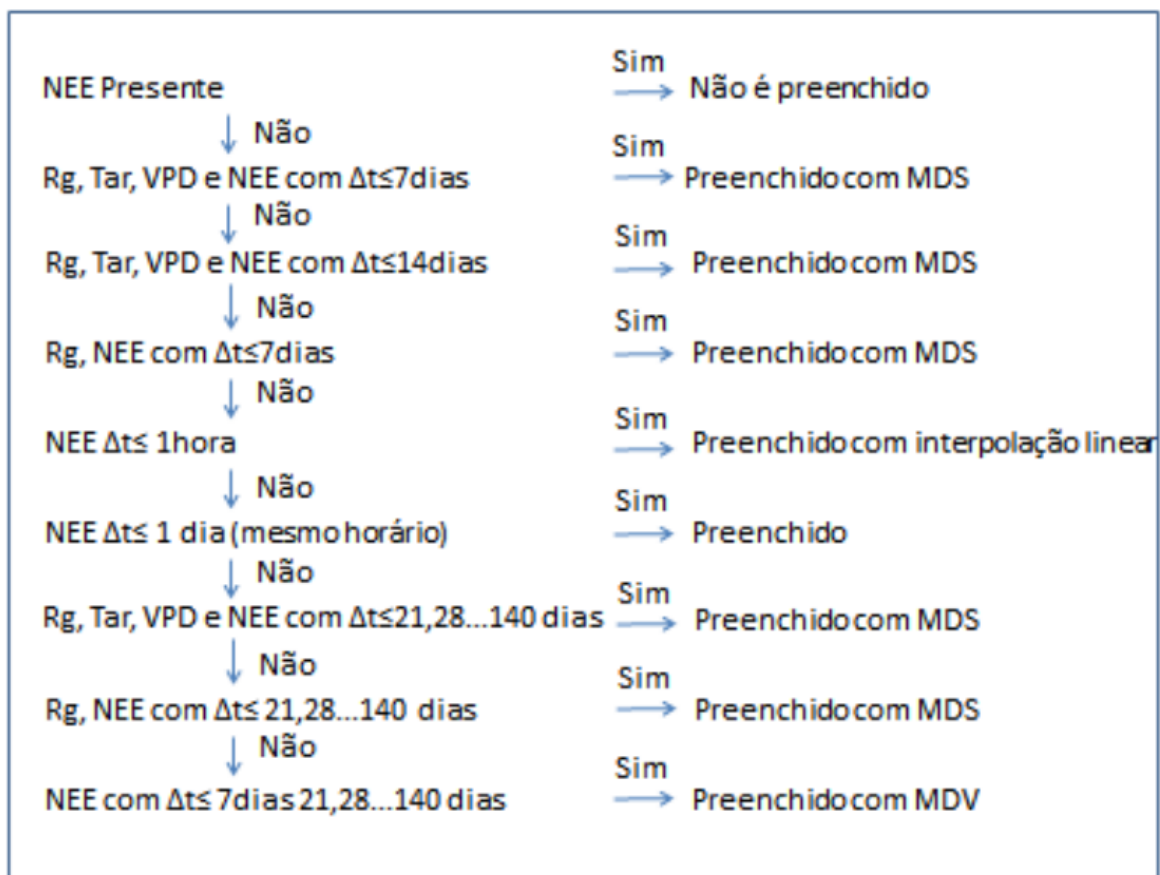 Sim
NEE Presente → Não é preenchido
↓ Não
Sim
Rg, Tar, VPD e NEE com Δt≤7dias → Preenchido com MDS
↓ Não
Sim
Rg, Tar, VPD e NEE com Δt≤14dias → Preenchido com MDS
↓ Não
Sim
Rg, NEE com Δt≤7dias → Preenchido com MDS
↓ Não
Sim
NEE Δt≤ 1hora → Preenchido com interpolação linear
↓ Não
Sim
NEE Δt≤ 1 dia (mesmo horário) → Preenchido
↓ Não
Sim
Rg, Tar, VPD e NEE com Δt≤21,28...140 dias → Preenchido com MDS
↓ Não
Sim
Rg, NEE com Δt≤ 21,28...140 dias → Preenchido com MDS
↓ Não
Sim
NEE com Δt≤ 7dias 21,28...140 dias → Preenchido com MDV